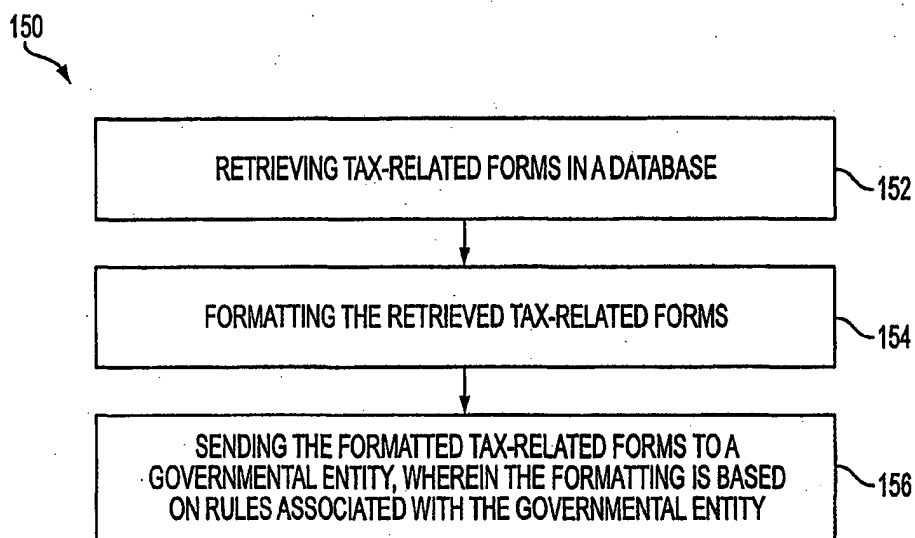 150
RETRIEVING TAX-RELATED FORMS IN A DATABASE
152
FORMATTING THE RETRIEVED TAX-RELATED FORMS
154
SENDING THE FORMATTED TAX-RELATED FORMS TO A
GOVERNMENTAL ENTITY, WHEREIN THE FORMATTING IS BASED
ON RULES ASSOCIATED WITH THE GOVERNMENTAL ENTITY
156